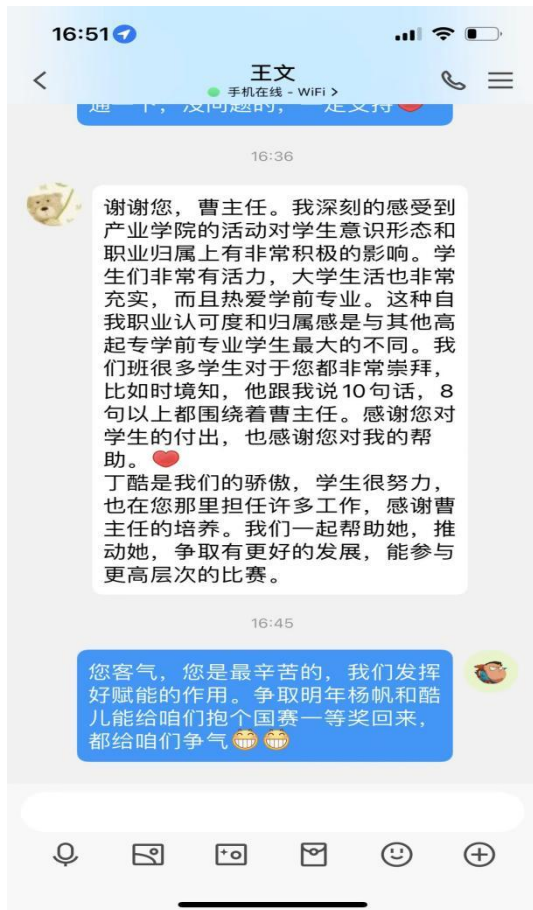 16:51
王文
手机在线 - WiFi >
通一下，没问题的，一定支持
16:36
谢谢您，曹主任。我深刻的感受到
产业学院的活动对学生意识形态和
职业归属上有非常积极的影响。学
生们非常有活力，大学生活也非常
充实，而且热爱学前专业。这种自
我职业认可度和归属感是与其他高
起专学前专业学生最大的不同。我
们班很多学生对于您都非常崇拜，
比如时境知，他跟我说10句话，8
句以上都围绕着曹主任。感谢您对
学生的付出，也感谢您对我的帮
助。
丁酷是我们的骄傲，学生很努力，
也在您那里担任许多工作，感谢曹
主任的培养。我们一起帮助她，推
动她，争取有更好的发展，能参与
更高层次的比赛。
16:45
您客气，您是最辛苦的，我们发挥
好赋能的作用。争取明年杨帆和酷
儿能给咱们抱个国赛一等奖回来，
都给咱们争气